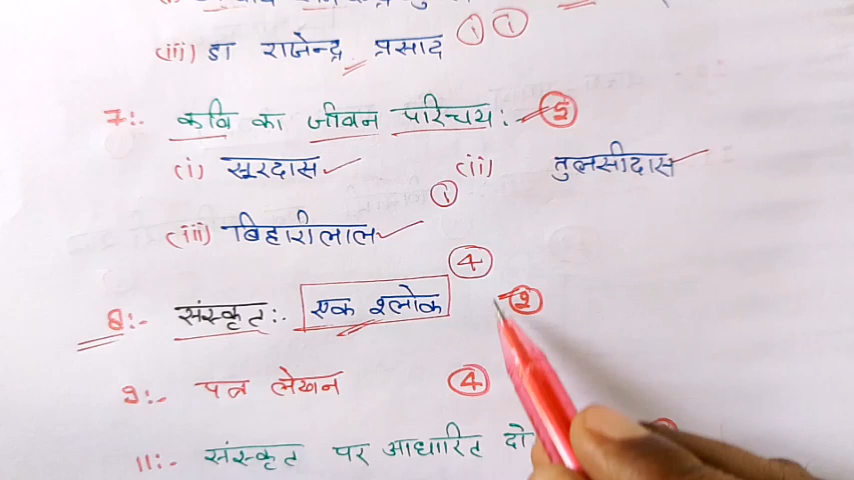 (iii) डा राजेन्द्र प्रसाद ① ①
7:- कवि का जीवन परिचय:- ⑤
(i) सूरदास (ii) तुलसीदास
(iii) बिहारीलाल ①
8:- संस्कृत:- एक श्लोक ④ ②
9:- पत्र लेखन ④
11:- संस्कृत पर आधारित दो